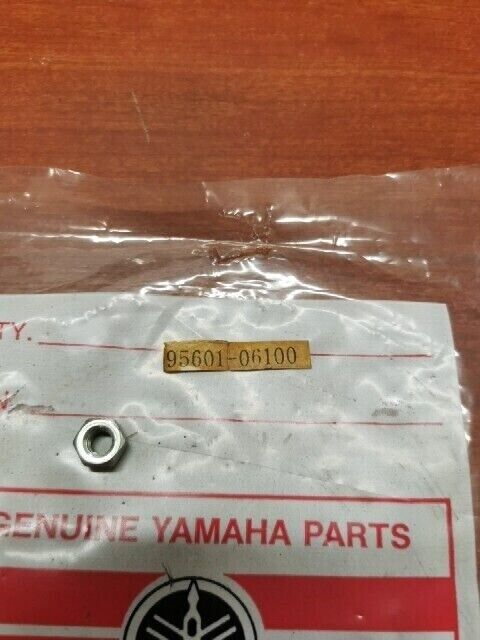 TY.
95601-06100
GENUINE YAMAHA PARTS